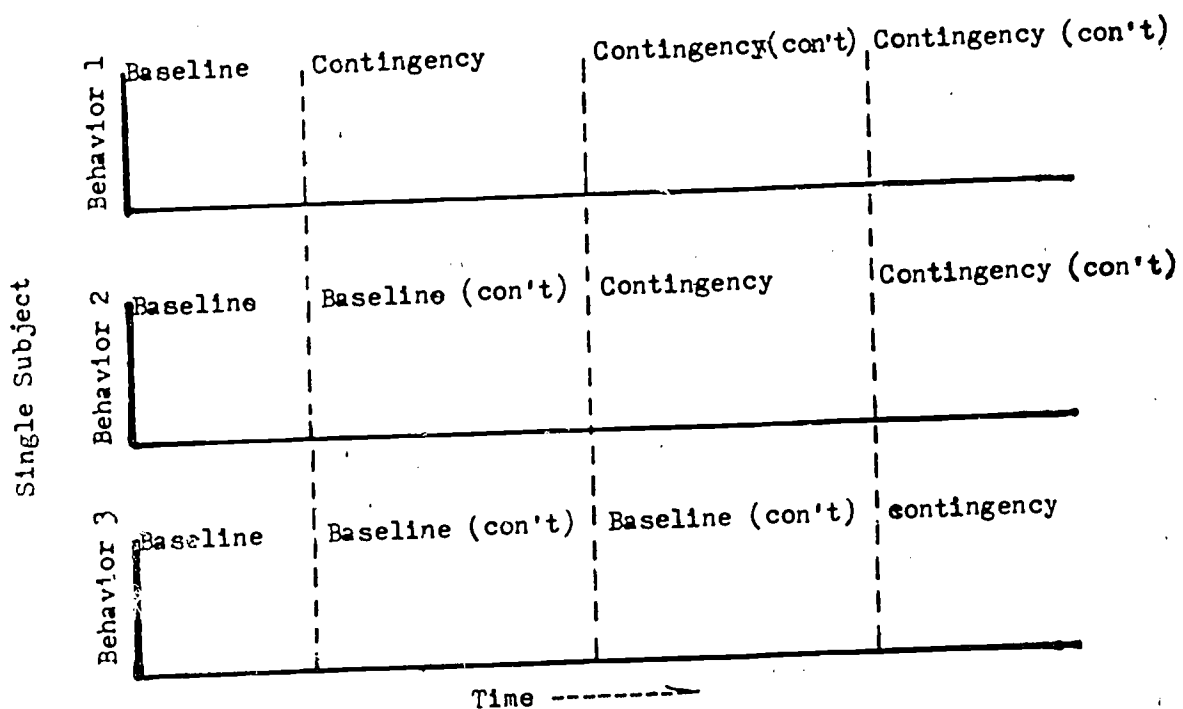 Single Subject
Behavior 1
Baseline
Contingency
Contingency(con't)
Contingency (con't)
Behavior 2
Baseline
Baseline (con't)
Contingency
Contingency (con't)
Behavior 3
Baseline
Baseline (con't)
Baseline (con't)
contingency
Time